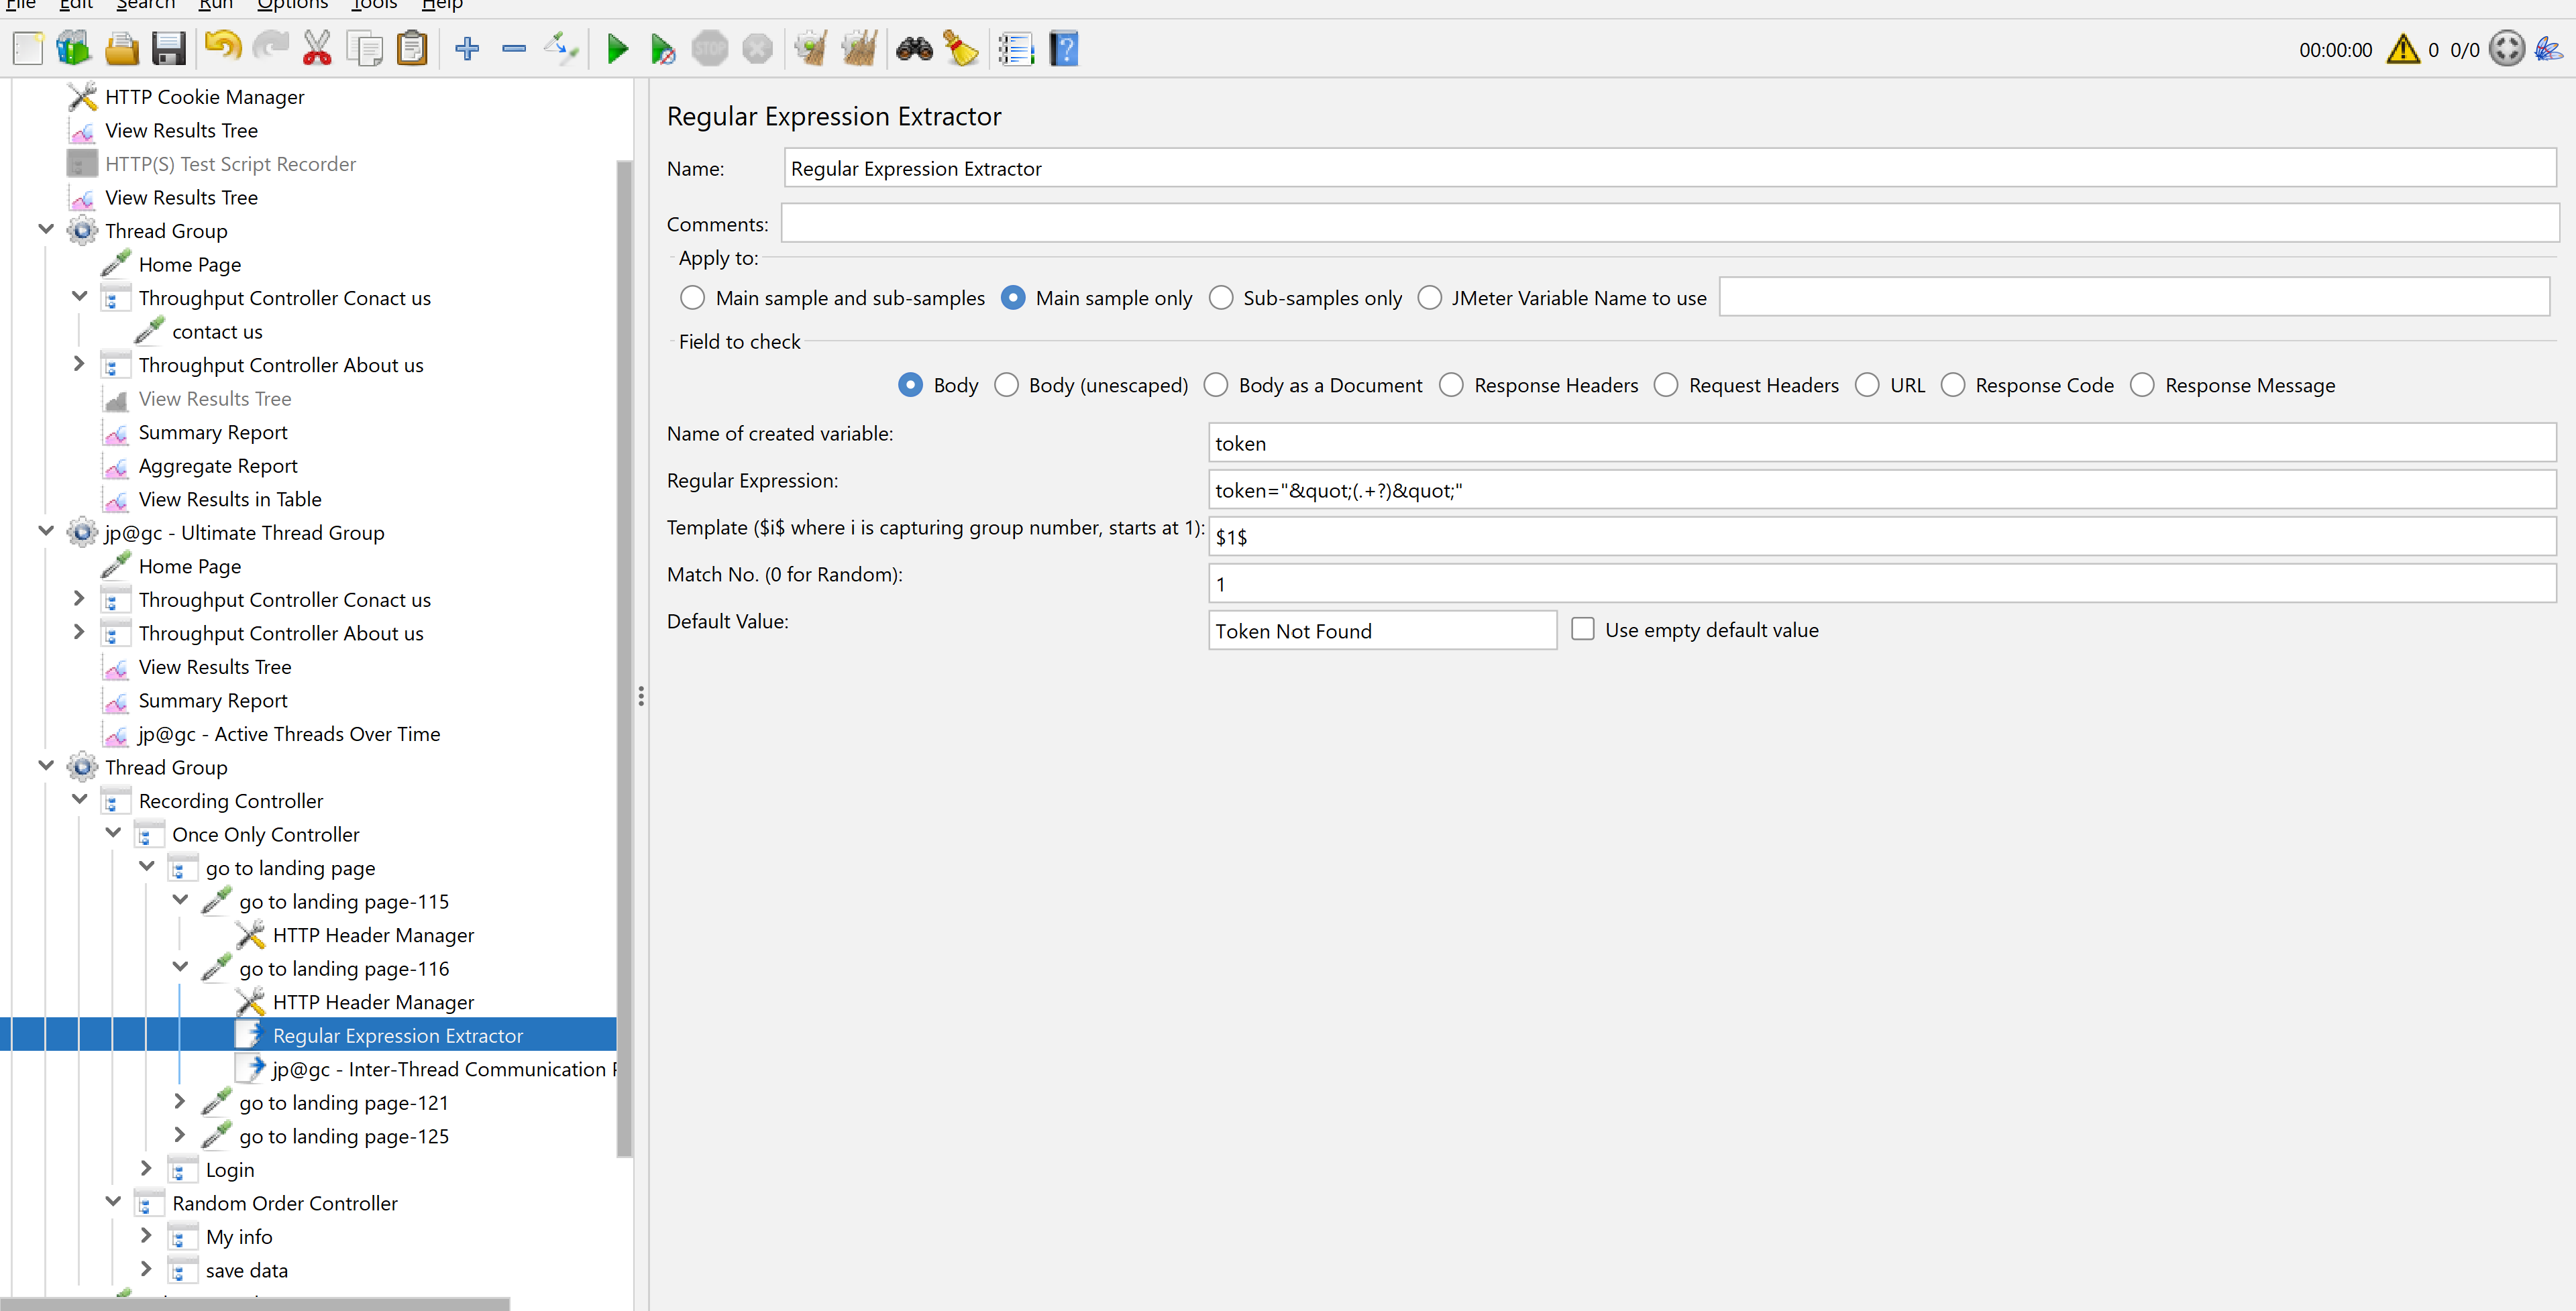 File Edit Search Run Options Tools Help
STOP
00:00:00 0 0/0
HTTP Cookie Manager
View Results Tree
HTTP(S) Test Script Recorder
View Results Tree
Thread Group
Home Page
Throughput Controller Conact us
contact us
Throughput Controller About us
View Results Tree
Summary Report
Aggregate Report
View Results in Table
jp@gc - Ultimate Thread Group
Home Page
Throughput Controller Conact us
Throughput Controller About us
View Results Tree
Summary Report
jp@gc - Active Threads Over Time
Thread Group
Recording Controller
Once Only Controller
go to landing page
go to landing page-115
HTTP Header Manager
go to landing page-116
HTTP Header Manager
Regular Expression Extractor
jp@gc - Inter-Thread Communication
go to landing page-121
go to landing page-125
Login
Random Order Controller
My info
save data
Regular Expression Extractor
Name: Regular Expression Extractor
Comments:
Apply to:
Main sample and sub-samples Main sample only Sub-samples only JMeter Variable Name to use
Field to check
Body Body (unescaped) Body as a Document Response Headers Request Headers URL Response Code Response Message
Name of created variable: token
Regular Expression: token="&quot;(.+?)&quot;"
Template ($i$ where i is capturing group number, starts at 1): $1$
Match No. (0 for Random): 1
Default Value: Token Not Found Use empty default value